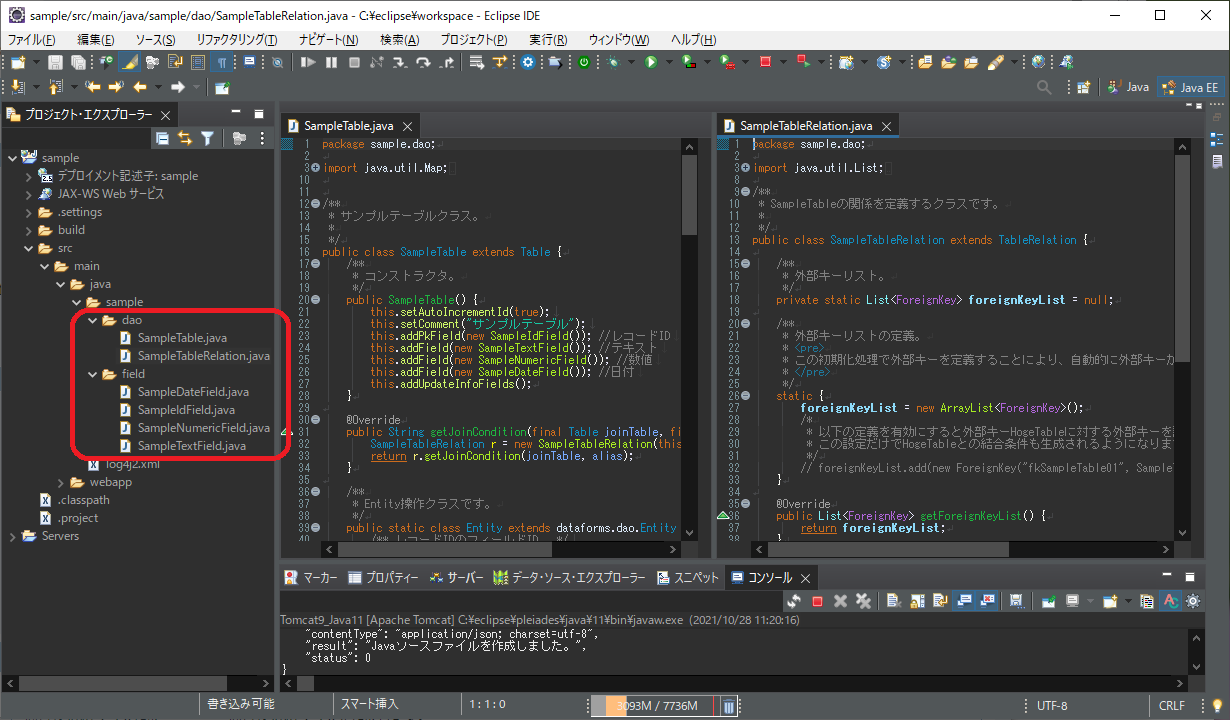 sample/src/main/java/sample/dao/SampleTableRelation.java - C:¥eclipse¥workspace - Eclipse IDE
ファイル(F) 編集(E) ソース(S) リファクタリング(T) ナビゲート(N) 検索(A) プロジェクト(P) 実行(R) ウィンドウ(W) ヘルプ(H)
Java Java EE
プロジェクト・エクスプローラー
sample
デプロイメント記述子: sample
JAX-WS Web サービス
.settings
build
src
main
java
sample
dao
SampleTable.java
SampleTableRelation.java
field
SampleDateField.java
SampleIdField.java
SampleNumericField.java
SampleTextField.java
log4j2.xml
webapp
.classpath
.project
Servers
SampleTable.java
1 package sample.dao;
2
3 import java.util.Map;
10
11
12 /**
13 * サンプルテーブルクラス。
14 *
15 */
16 public class SampleTable extends Table {
17 /**
18 * コンストラクタ。
19 */
20 public SampleTable() {
21 this.setAutoIncrementId(true);
22 this.setComment("サンプルテーブル");
23 this.addPkField(new SampleIdField()); //レコードID
24 this.addField(new SampleTextField()); //テキスト
25 this.addField(new SampleNumericField()); //数値
26 this.addField(new SampleDateField()); //日付
27 this.addUpdateInfoFields();
28 }
29
30 @Override
31 public String getJoinCondition(final Table joinTable, fi
32 SampleTableRelation r = new SampleTableRelation(this
33 return r.getJoinCondition(joinTable, alias);
34 }
35
36 /**
37 * Entity操作クラスです。
38 */
39 public static class Entity extends dataforms.dao.Entity
40 /** レコードIDのフィールドID。 */
SampleTableRelation.java
1 package sample.dao;
2
3 import java.util.List;
8
9 /**
10 * SampleTableの関係を定義するクラスです。
11 *
12 */
13 public class SampleTableRelation extends TableRelation {
14
15 /**
16 * 外部キーリスト。
17 */
18 private static List<ForeignKey> foreignKeyList = null;
19
20 /**
21 * 外部キーリストの定義。
22 * <pre>
23 * この初期化処理で外部キーを定義することにより、自動的に外部キーか
24 * </pre>
25 */
26 static {
27 foreignKeyList = new ArrayList<ForeignKey>();
28 /*
29 * 以下の定義を有効にすると外部キーHogeTableに対する外部キーを
30 * この設定だけでHogeTableとの結合条件も生成されるようになりま
31 */
32 // foreignKeyList.add(new ForeignKey("fkSampleTable01", Sample
33 }
34
35 @Override
36 public List<ForeignKey> getForeignKeyList() {
37 return foreignKeyList;
38 }
マーカー プロパティー サーバー データ・ソース・エクスプローラー スニペット コンソール
Tomcat9_Java11 [Apache Tomcat] C:¥eclipse¥pleiades¥java¥11¥bin¥javaw.exe (2021/10/28 11:20:16)
"contentType": "application/json; charset=utf-8",
"result": "Javaソースファイルを作成しました。",
"status": 0
}
書き込み可能 スマート挿入 1:1:0 3093M / 7736M UTF-8 CRLF